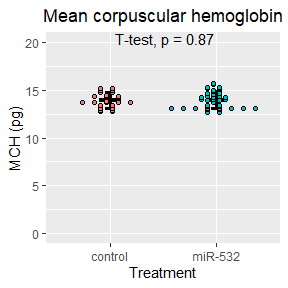 Mean corpuscular hemoglobin
T-test, p = 0.87
MCH (pg)
20
15
10
5
0
control miR-532
Treatment